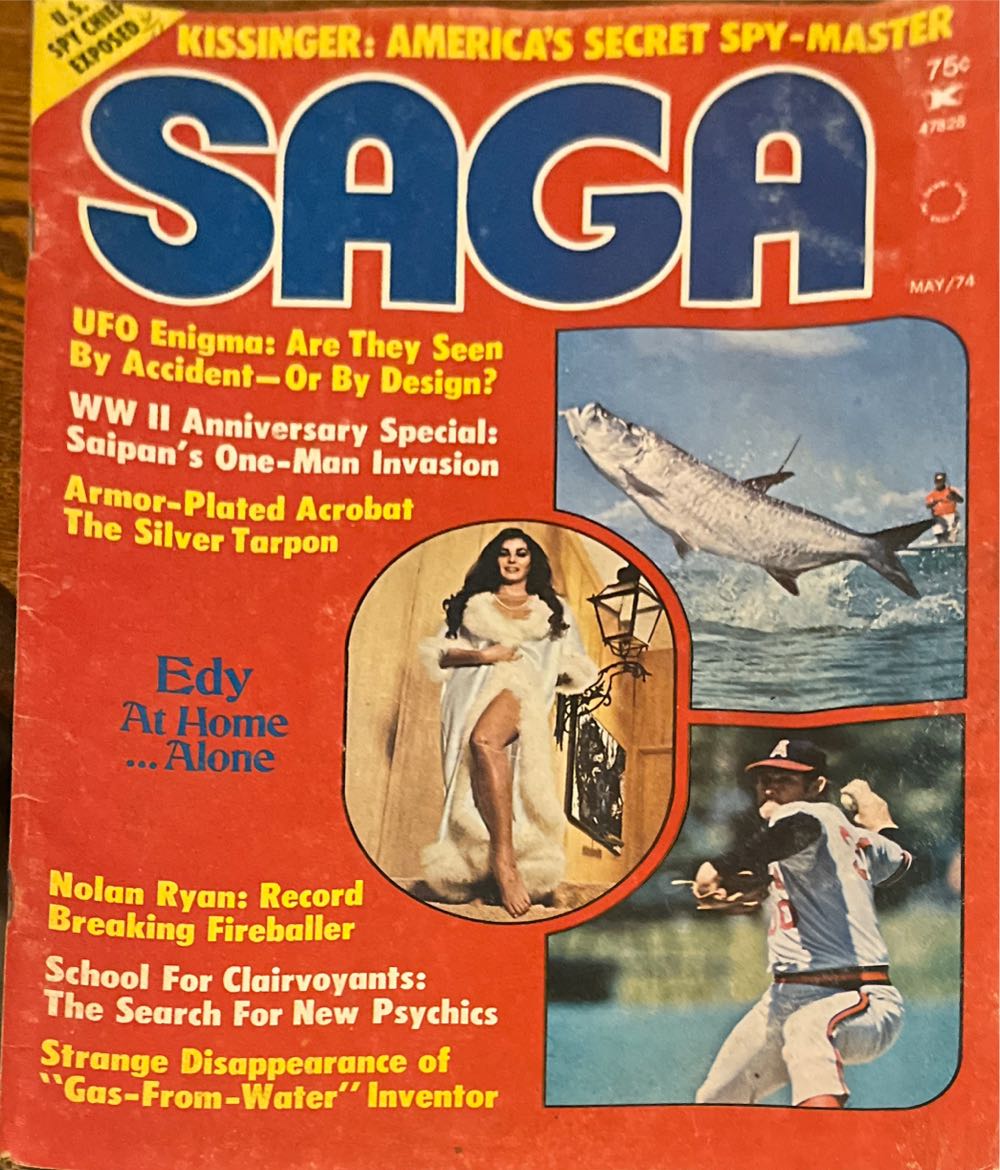 U.S.
SPY CHIEF
EXPOSED
KISSINGER: AMERICA'S SECRET SPY-MASTER
SAGA
75¢
K
47828
MAY/74
UFO Enigma: Are They Seen
By Accident—Or By Design?
WW II Anniversary Special:
Saipan's One-Man Invasion
Armor-Plated Acrobat
The Silver Tarpon
Edy
At Home
...Alone
Nolan Ryan: Record
Breaking Fireballer
School For Clairvoyants:
The Search For New Psychics
Strange Disappearance of
"Gas-From-Water" Inventor
A